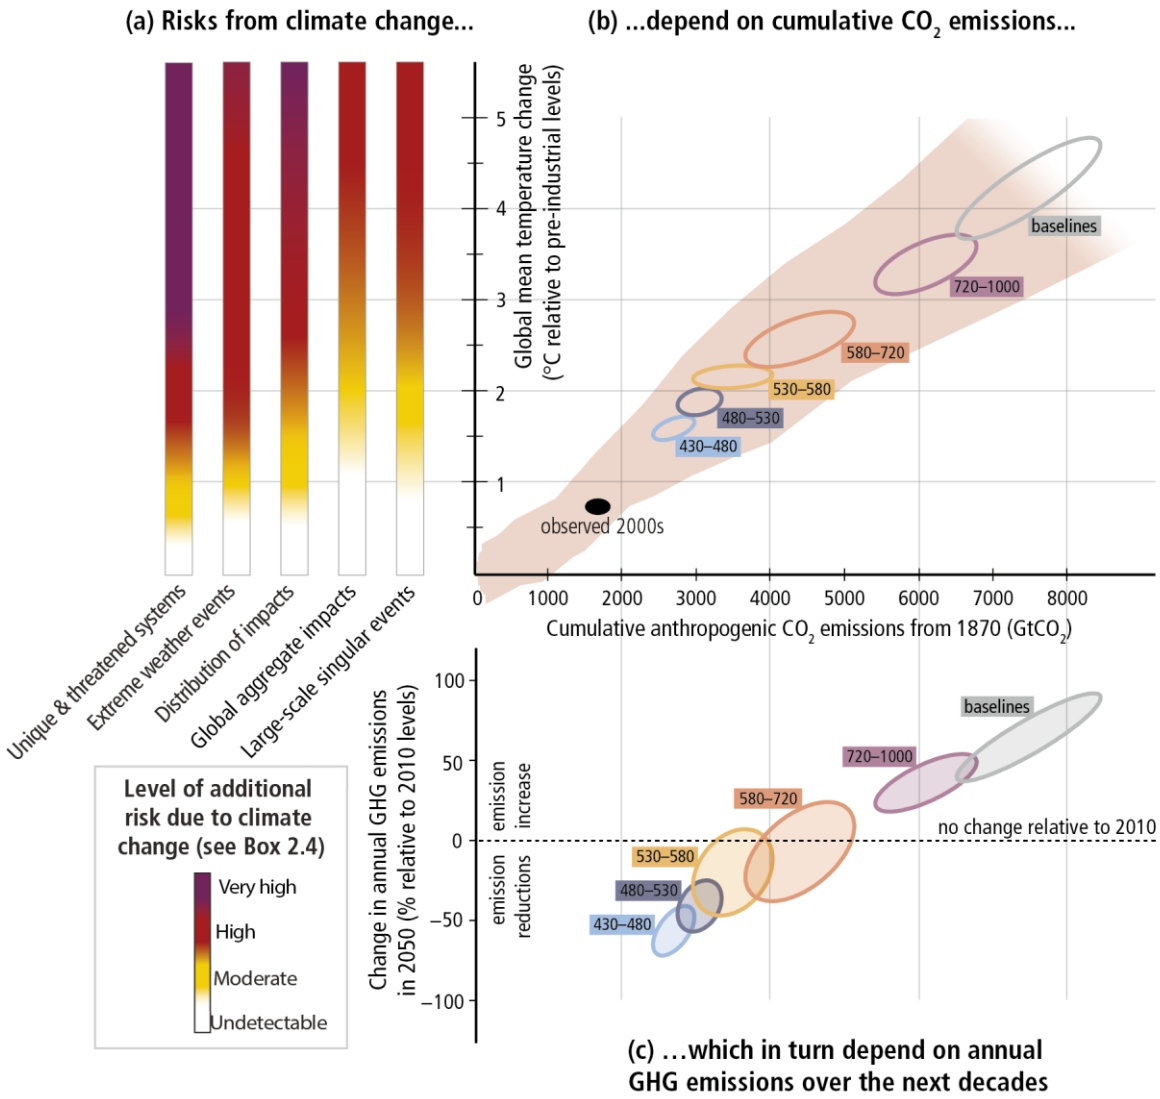 (a) Risks from climate change...
(b) ...depend on cumulative CO2 emissions...
Global mean temperature change
(°C relative to pre-industrial levels)
5
4
3
2
1
baselines
720–1000
580–720
530–580
480–530
430–480
observed 2000s
0 1000 2000 3000 4000 5000 6000 7000 8000
Cumulative anthropogenic CO2 emissions from 1870 (GtCO2)
Unique & threatened systems
Extreme weather events
Distribution of impacts
Global aggregate impacts
Large-scale singular events
Level of additional
risk due to climate
change (see Box 2.4)
Very high
High
Moderate
Undetectable
Change in annual GHG emissions
in 2050 (% relative to 2010 levels)
100
50
0
−50
−100
emission
increase
emission
reductions
baselines
720–1000
580–720
no change relative to 2010
530–580
480–530
430–480
(c) ...which in turn depend on annual
GHG emissions over the next decades